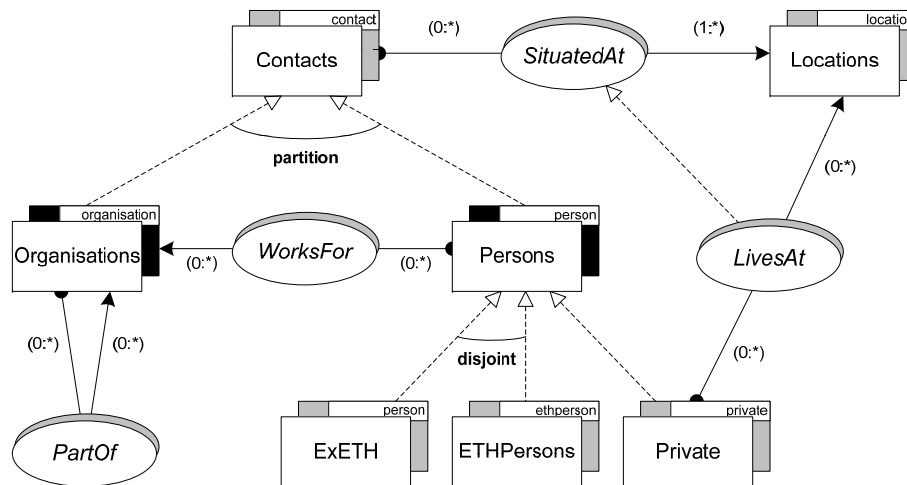 contact
Contacts
(0:*)
SituatedAt
(1:*)
locatio
Locations
partition
(0:*)
organisation
Organisations
(0:*)
WorksFor
(0:*)
person
Persons
LivesAt
(0:*)
(0:*)
disjoint
(0:*)
PartOf
person
ExETH
ethperson
ETHPersons
private
Private